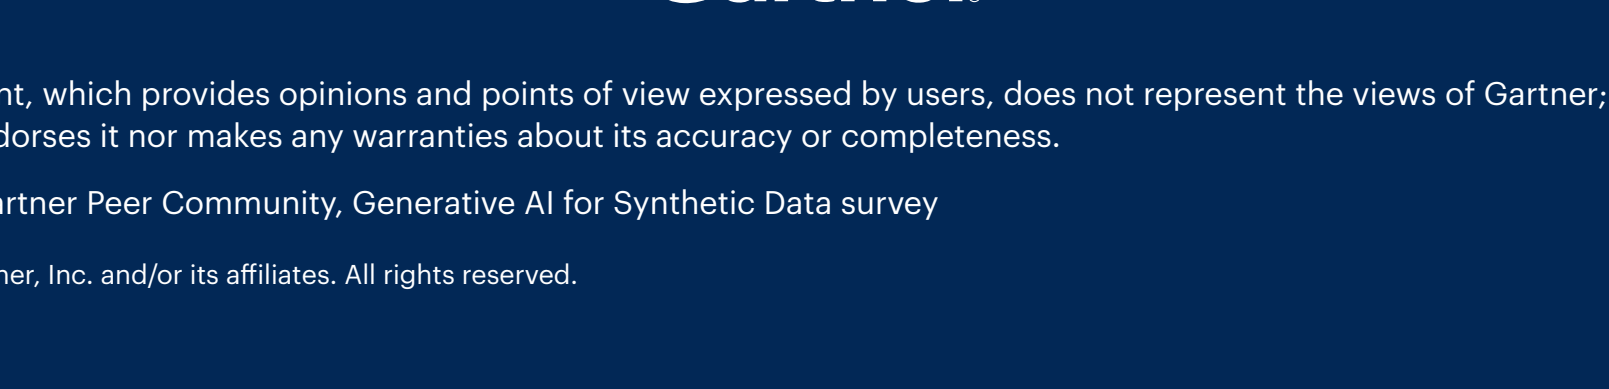 nt, which provides opinions and points of view expressed by users, does not represent the views of Gartner;
dorses it nor makes any warranties about its accuracy or completeness.
artner Peer Community, Generative AI for Synthetic Data survey
ner, Inc. and/or its affiliates. All rights reserved.